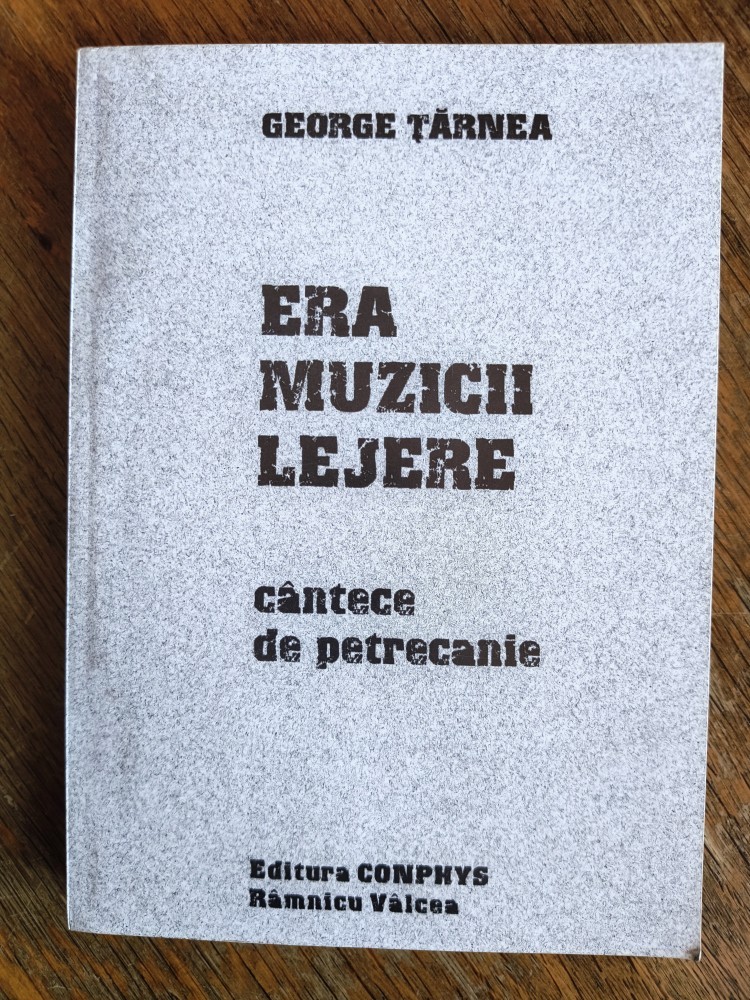 GEORGE ȚĂRNEA
ERA
MUZICII
LEJERE
cântece
de petrecanie
Editura CONPHYS
Râmnicu Vâlcea